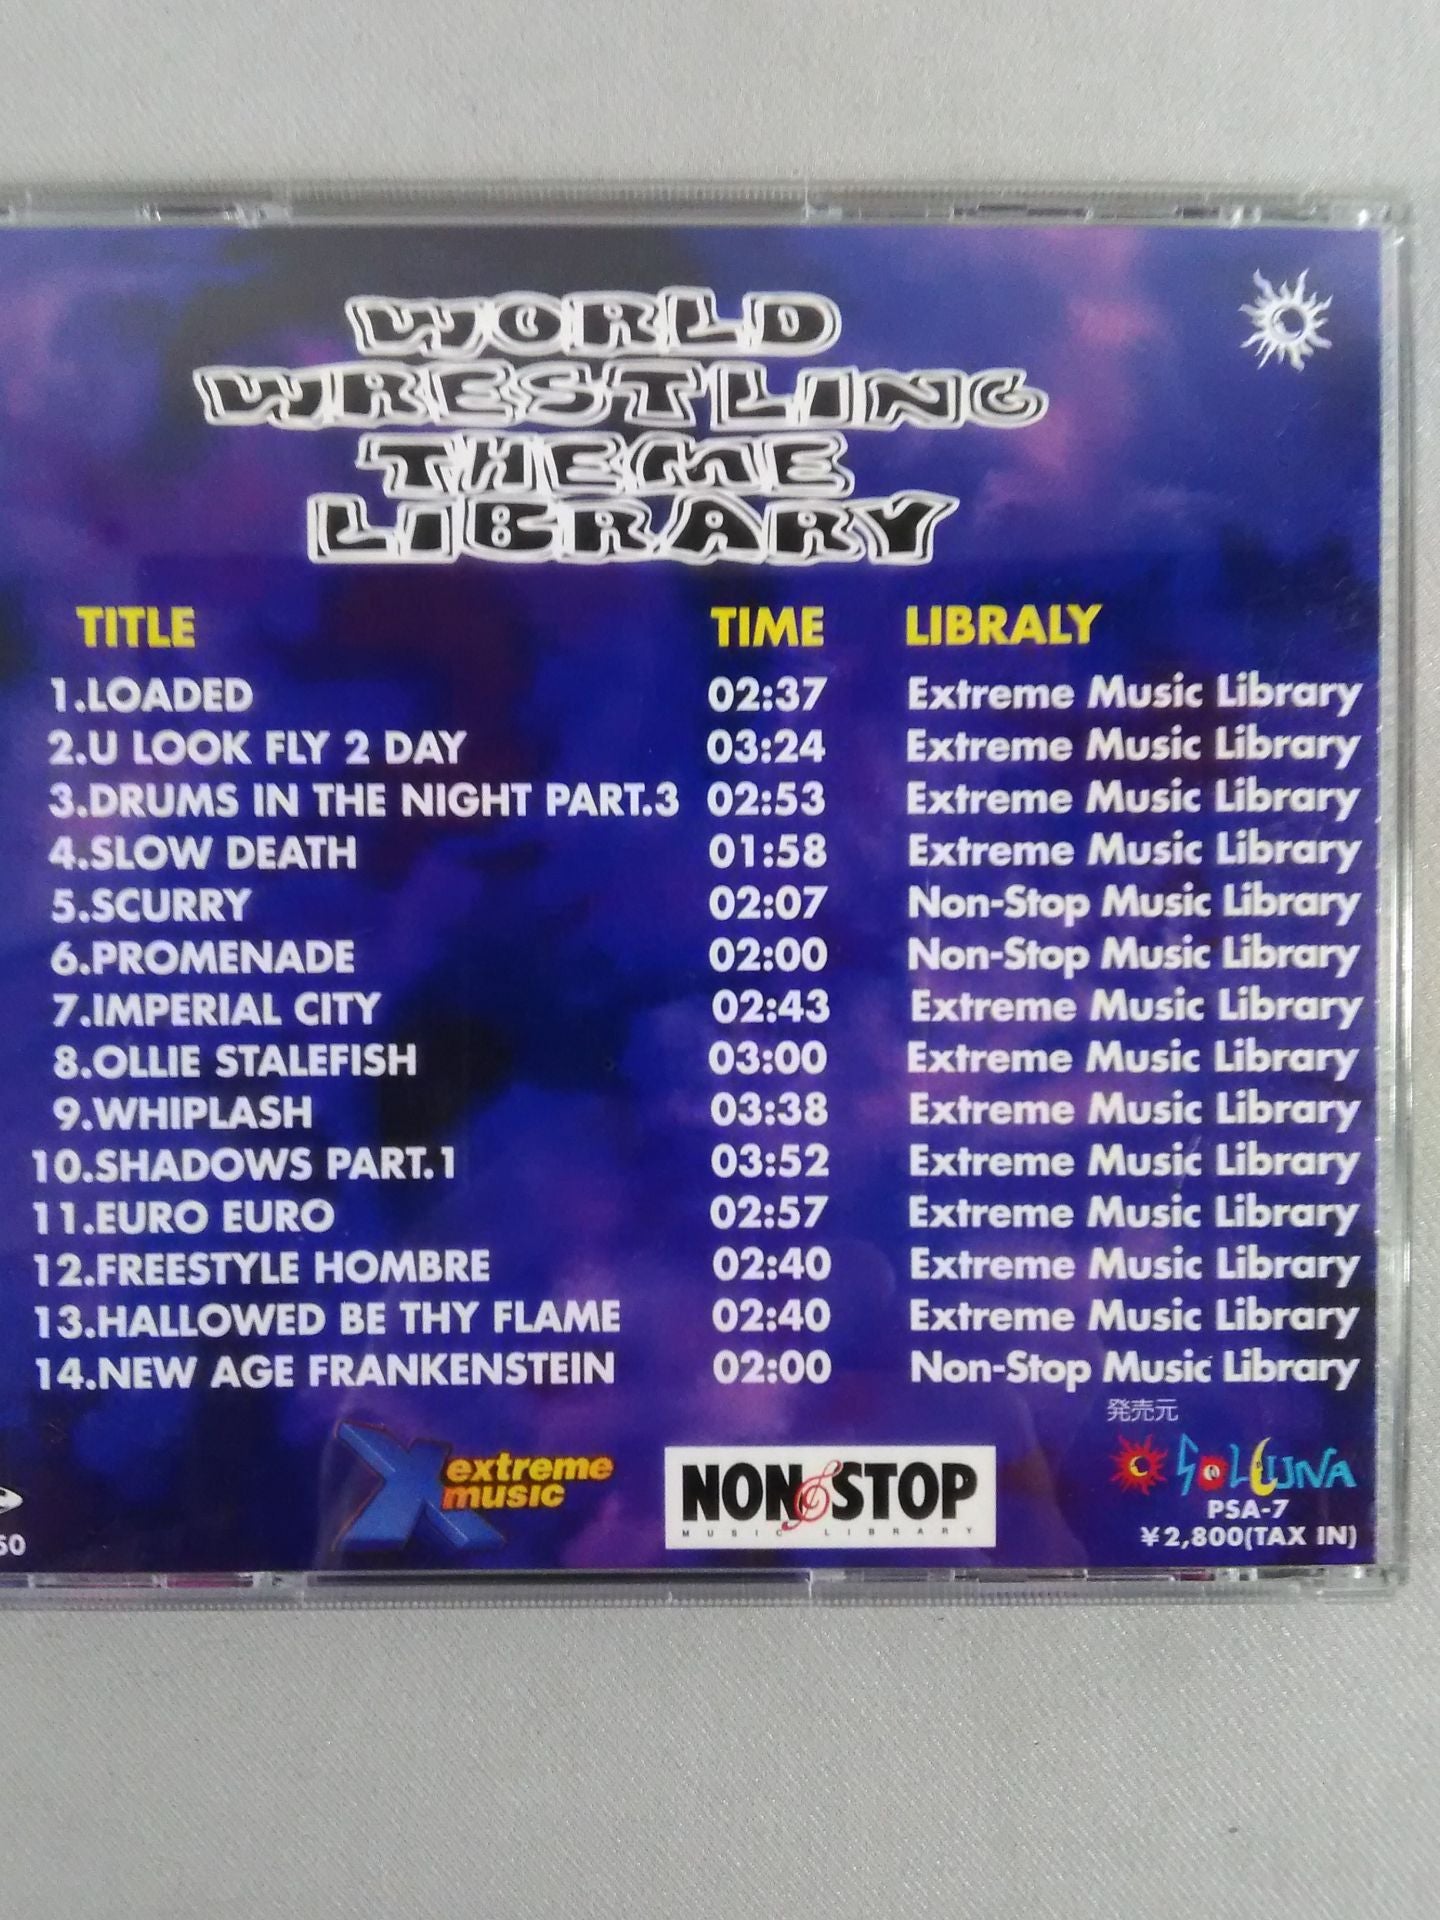 WORLD
WRESTLING
THEME
LIBRARY
TITLE TIME LIBRALY
1.LOADED 02:37 Extreme Music Library
2.U LOOK FLY 2 DAY 03:24 Extreme Music Library
3.DRUMS IN THE NIGHT PART.3 02:53 Extreme Music Library
4.SLOW DEATH 01:58 Extreme Music Library
5.SCURRY 02:07 Non-Stop Music Library
6.PROMENADE 02:00 Non-Stop Music Library
7.IMPERIAL CITY 02:43 Extreme Music Library
8.OLLIE STALEFISH 03:00 Extreme Music Library
9.WHIPLASH 03:38 Extreme Music Library
10.SHADOWS PART.1 03:52 Extreme Music Library
11.EURO EURO 02:57 Extreme Music Library
12.FREESTYLE HOMBRE 02:40 Extreme Music Library
13.HALLOWED BE THY FLAME 02:40 Extreme Music Library
14.NEW AGE FRANKENSTEIN 02:00 Non-Stop Music Library
発売元
X extreme music
NON STOP
MUSIC LIBRARY
SOLLUNA
PSA-7
¥2,800(TAX IN)